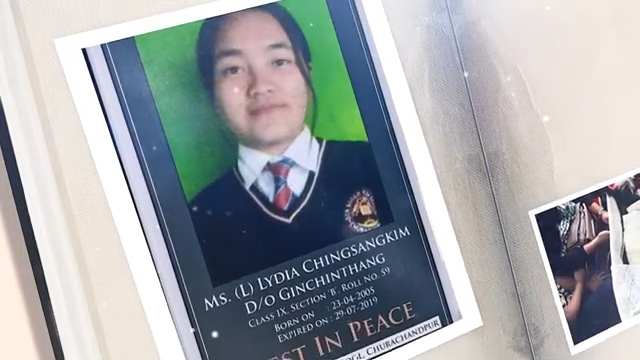 MS. (L) LYDIA CHINGSANGKIM
D/O GINCHINTHANG
CLASS IX, SECTION 'B', ROLL NO. 59
BORN ON : 23-04-2005
EXPIRED ON : 29-07-2019
REST IN PEACE
CHURACHANDPUR